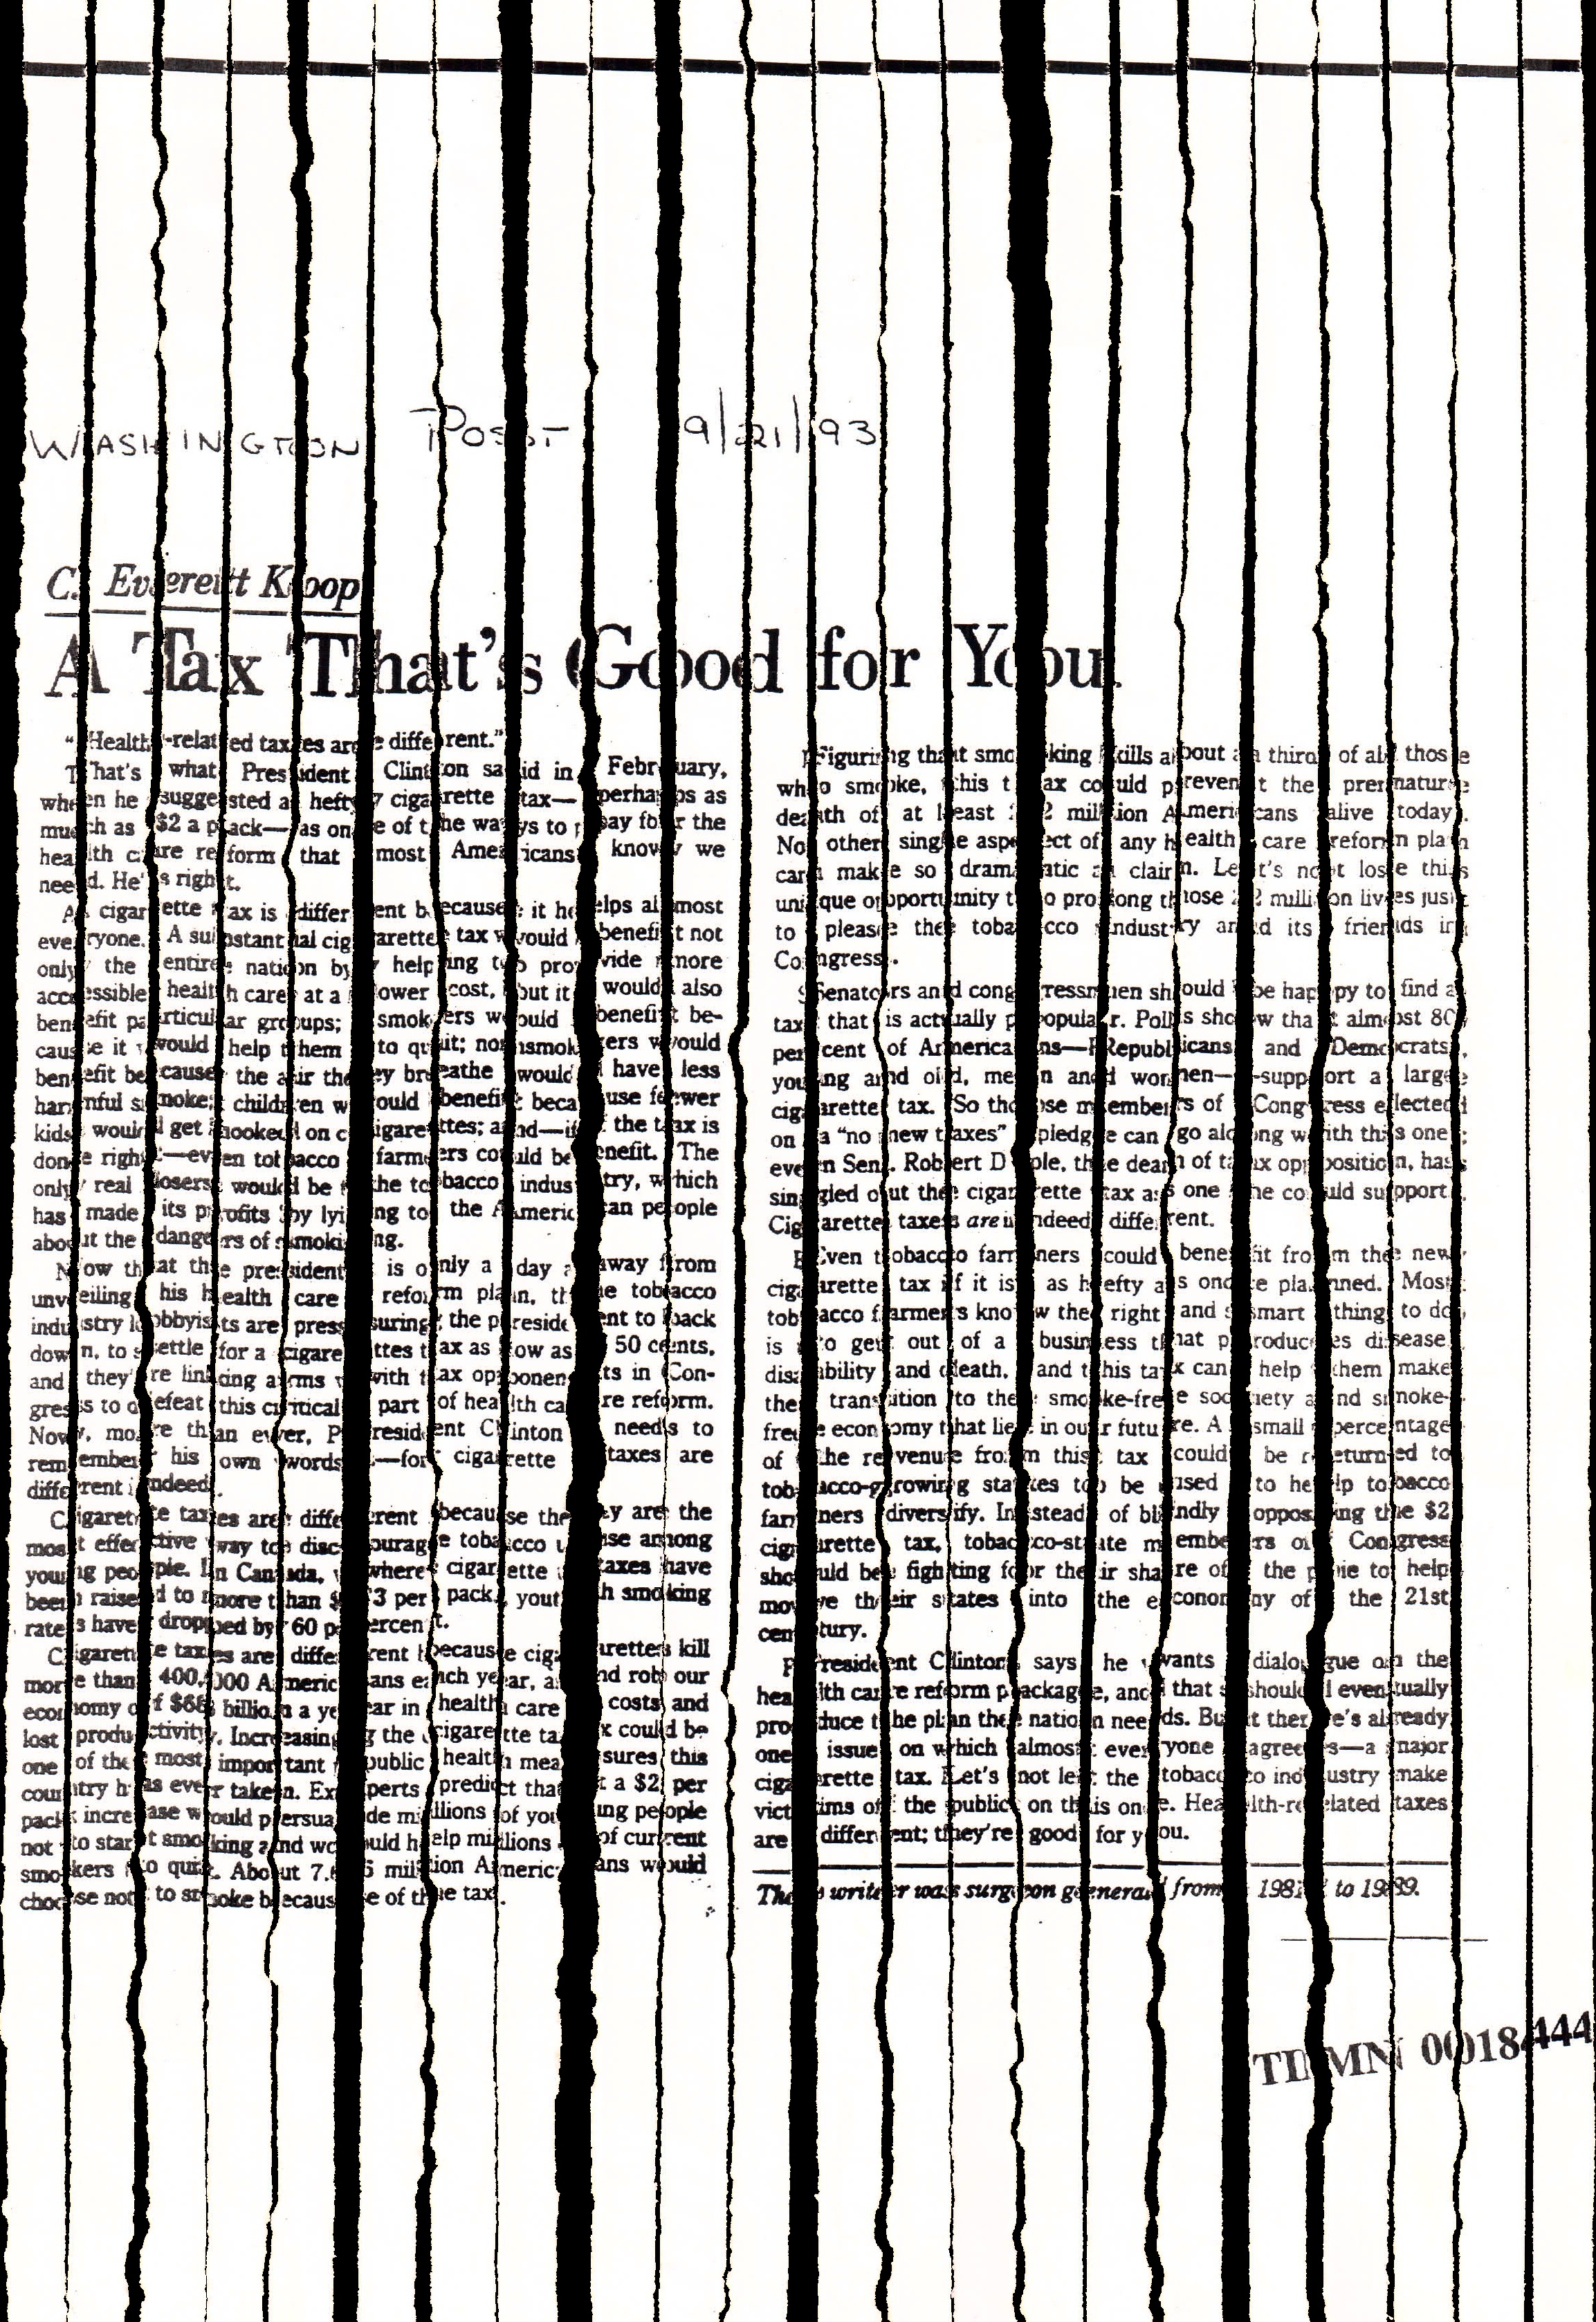 WASHINGTON POST 9/21/93
C. Everett Koop
A Tax That's Good for You
"Health-related taxes are different."
That's what President Clinton said in February,
when he suggested a hefty cigarette tax—perhaps as
much as $2 a pack—as one of the ways to pay for the
health care reform that most Americans know we
need. He's right.
A cigarette tax is different because it helps almost
everyone. A substantial cigarette tax would benefit not
only the entire nation by helping to provide more
accessible health care at a lower cost, but it would also
benefit particular groups; smokers would benefit be-
cause it would help them to quit; nonsmokers would
benefit because the air they breathe would have less
harmful smoke; children would benefit because fewer
kids would get hooked on cigarettes; and—if the tax is
done right—even tobacco farmers could benefit. The
only real losers would be the tobacco industry, which
has made its profits by lying to the American people
about the dangers of smoking.
Now that the president is only a day away from
unveiling his health care reform plan, the tobacco
industry lobbyists are pressuring the president to back
down, to settle for a cigarettes tax as low as 50 cents,
and they're linking arms with tax opponents in Con-
gress to defeat this critical part of health care reform.
Now, more than ever, President Clinton needs to
remember his own words—for cigarette taxes are
different indeed.
Cigarette taxes are different because they are the
most effective way to discourage tobacco use among
young people. In Canada, where cigarette taxes have
been raised to more than $3 per pack, youth smoking
rates have dropped by 60 percent.
Cigarette taxes are different because cigarettes kill
more than 400,000 Americans each year, and rob our
economy of $68 billion a year in health care costs and
lost productivity. Increasing the cigarette tax could be
one of the most important public health measures this
country has ever taken. Experts predict that a $2 per
pack increase would persuade millions of young people
not to start smoking and would help millions of current
smokers to quit. About 7.6 million Americans would
choose not to smoke because of the tax.
Figuring that smoking kills about a third of all those
who smoke, this tax could prevent the premature
death of at least 2 million Americans alive today.
No other single aspect of any health care reform plan
can make so dramatic a claim. Let's not lose this
unique opportunity to prolong those 2 million lives just
to please the tobacco industry and its friends in
Congress.
Senators and congressmen should be happy to find a
tax that is actually popular. Polls show that almost 80
percent of Americans—Republicans and Democrats,
young and old, men and women—support a large
cigarette tax. So those members of Congress elected
on a "no new taxes" pledge can go along with this one;
even Sen. Robert Dole, the dean of tax opposition, has
singled out the cigarette tax as one he could support.
Cigarette taxes are indeed different.
Even tobacco farmers could benefit from the new
cigarette tax if it is as hefty as once planned. Most
tobacco farmers know the right and smart thing to do
is to get out of a business that produces disease,
disability and death, and this tax can help them make
the transition to the smoke-free society and smoke-
free economy that lie in our future. A small percentage
of the revenue from this tax could be returned to
tobacco-growing states to be used to help tobacco
farmers diversify. Instead of blindly opposing the $2
cigarette tax, tobacco-state members of Congress
should be fighting for their share of the pie to help
move their states into the economy of the 21st
century.
President Clinton says he wants dialogue on the
health care reform package, and that should eventually
produce the plan the nation needs. But there's already
one issue on which almost everyone agrees—a major
cigarette tax. Let's not let the tobacco industry make
victims of the public on this one. Health-related taxes
are different; they're good for you.
The writer was surgeon general from 1981 to 1989.